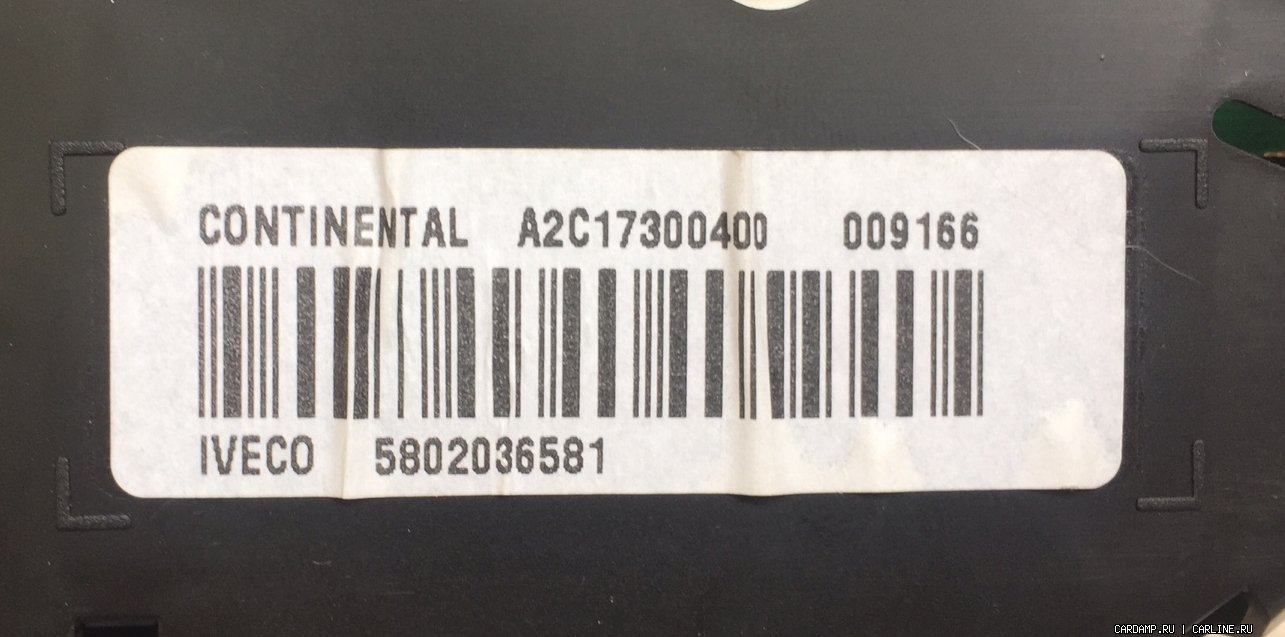 CONTINENTAL A2C17300400 009166
IVECO 5802036581
CARDAMP.RU | CARLINE.RU